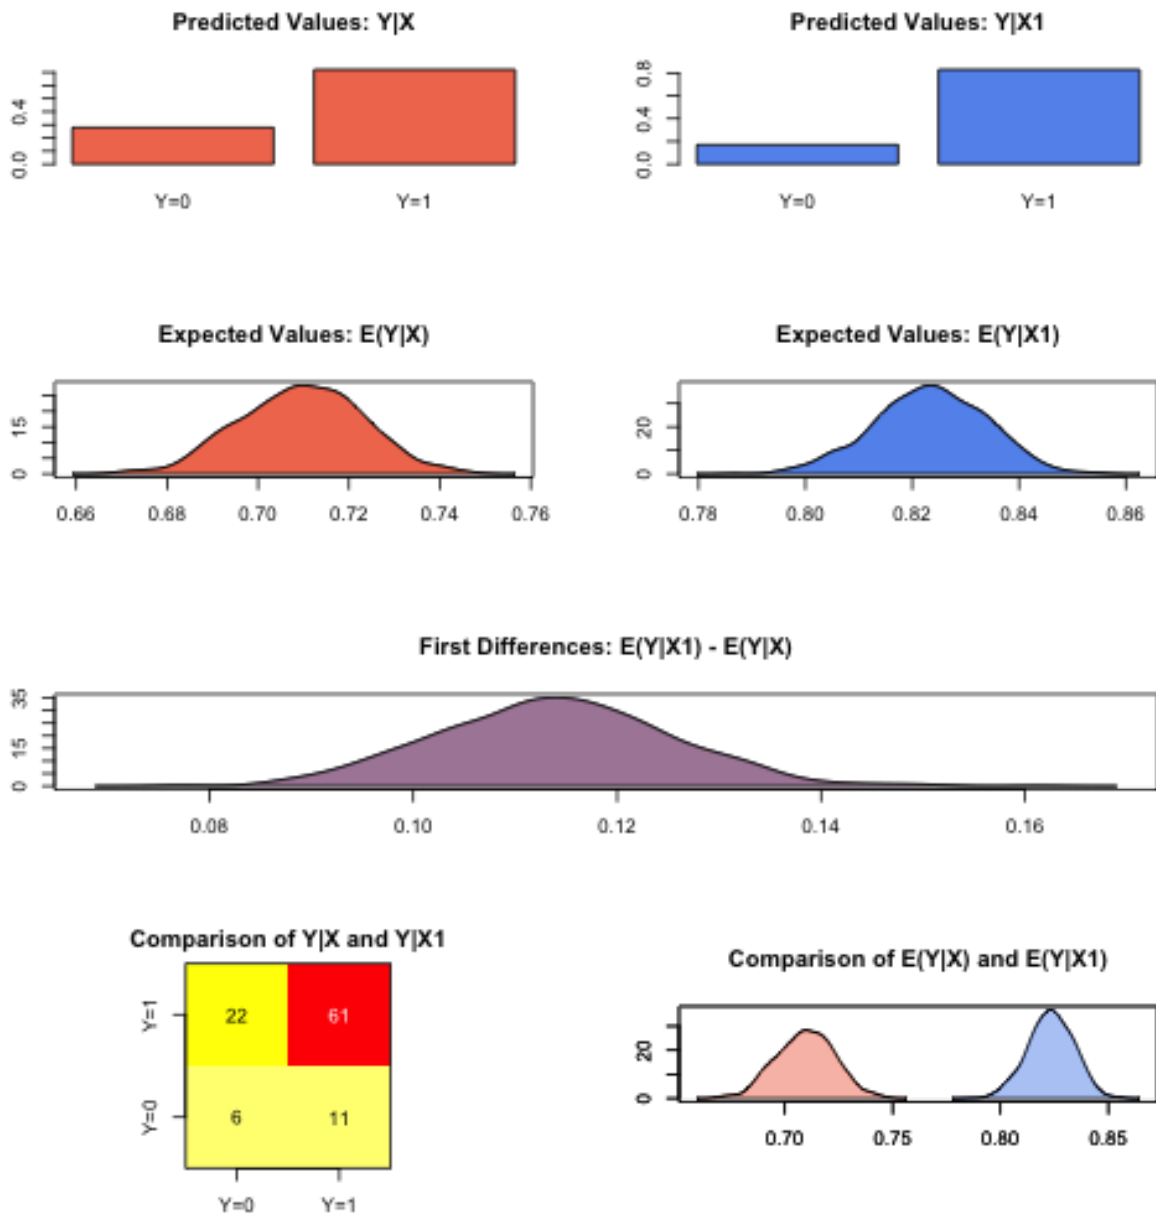 Predicted Values: Y|X
0.0 0.4
Y=0 Y=1
Predicted Values: Y|X1
0.0 0.4 0.8
Y=0 Y=1
Expected Values: E(Y|X)
0 15
0.66 0.68 0.70 0.72 0.74 0.76
Expected Values: E(Y|X1)
0 20
0.78 0.80 0.82 0.84 0.86
First Differences: E(Y|X1) - E(Y|X)
0 15 35
0.08 0.10 0.12 0.14 0.16
Comparison of Y|X and Y|X1
Y=1 22 61
Y=0 6 11
Y=0 Y=1
Comparison of E(Y|X) and E(Y|X1)
0 20
0.70 0.75 0.80 0.85